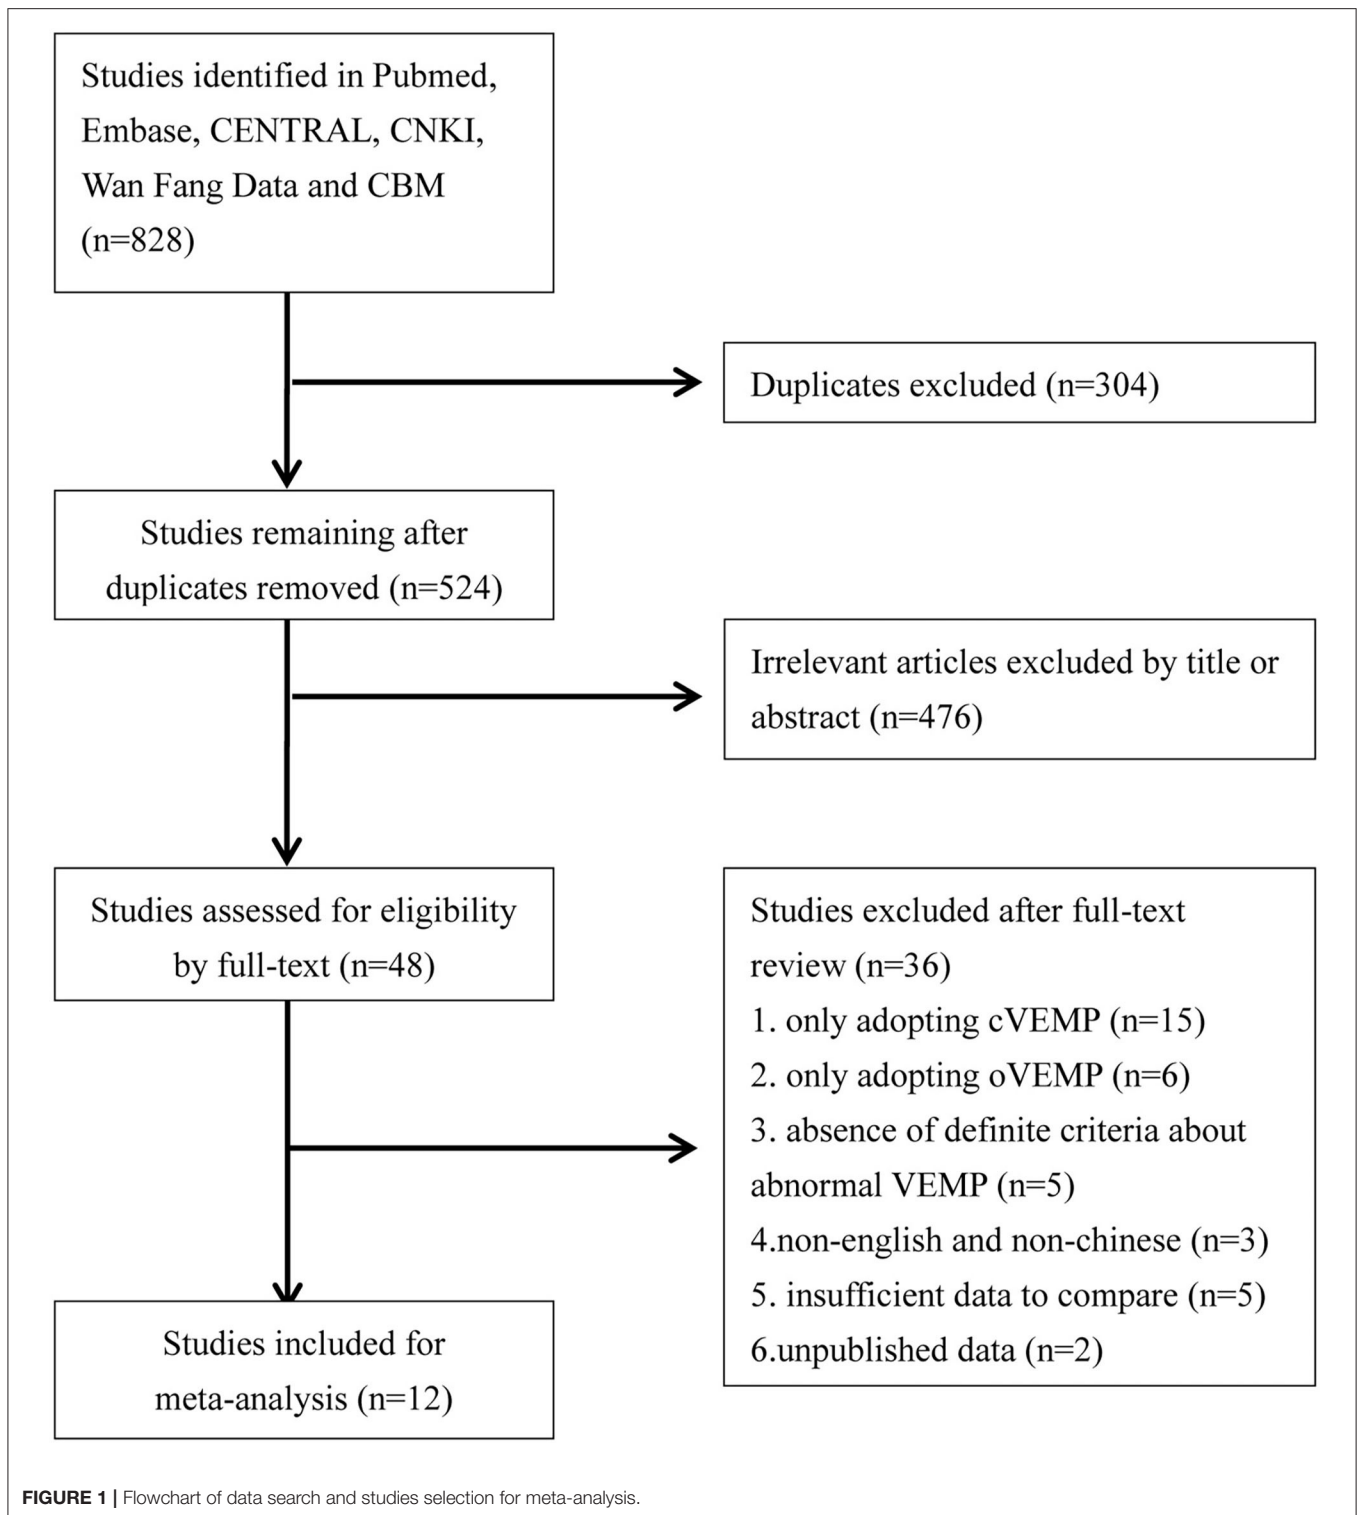 Studies identified in Pubmed,
Embase, CENTRAL, CNKI,
Wan Fang Data and CBM
(n=828)
Duplicates excluded (n=304)
Studies remaining after
duplicates removed (n=524)
Irrelevant articles excluded by title or
abstract (n=476)
Studies assessed for eligibility
by full-text (n=48)
Studies excluded after full-text
review (n=36)
1. only adopting cVEMP (n=15)
2. only adopting oVEMP (n=6)
3. absence of definite criteria about
abnormal VEMP (n=5)
4.non-english and non-chinese (n=3)
5. insufficient data to compare (n=5)
6.unpublished data (n=2)
Studies included for
meta-analysis (n=12)
FIGURE 1 | Flowchart of data search and studies selection for meta-analysis.